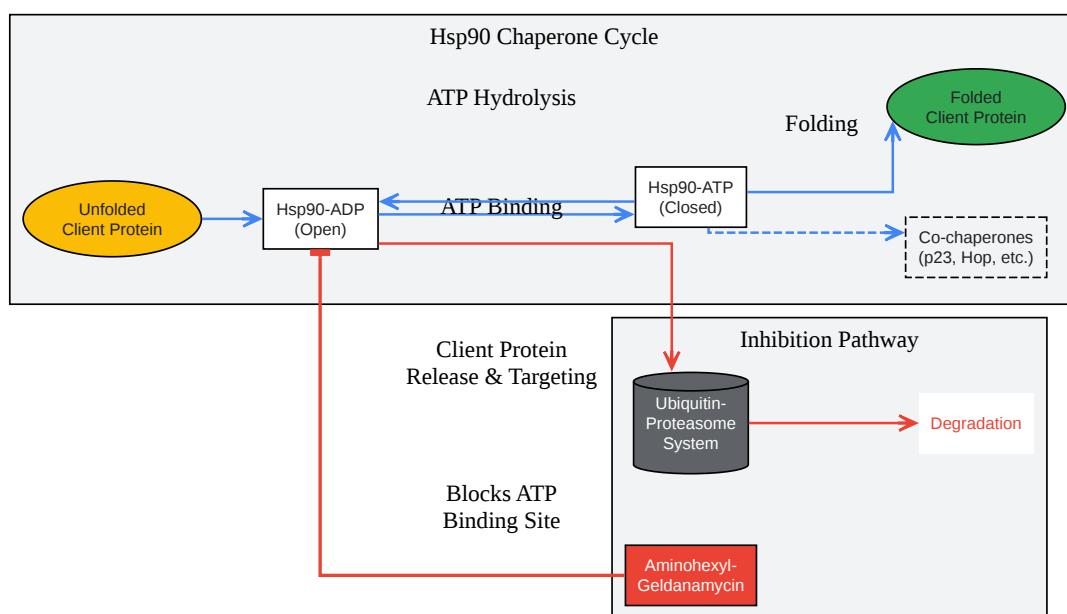 Hsp90 Chaperone Cycle
ATP Hydrolysis
Folded
Client Protein
Folding
Unfolded
Client Protein
Hsp90-ADP
(Open)
ATP Binding
Hsp90-ATP
(Closed)
Co-chaperones
(p23, Hop, etc.)
Inhibition Pathway
Client Protein
Release & Targeting
Ubiquitin-
Proteasome
System
Degradation
Blocks ATP
Binding Site
Aminohexyl-
Geldanamycin